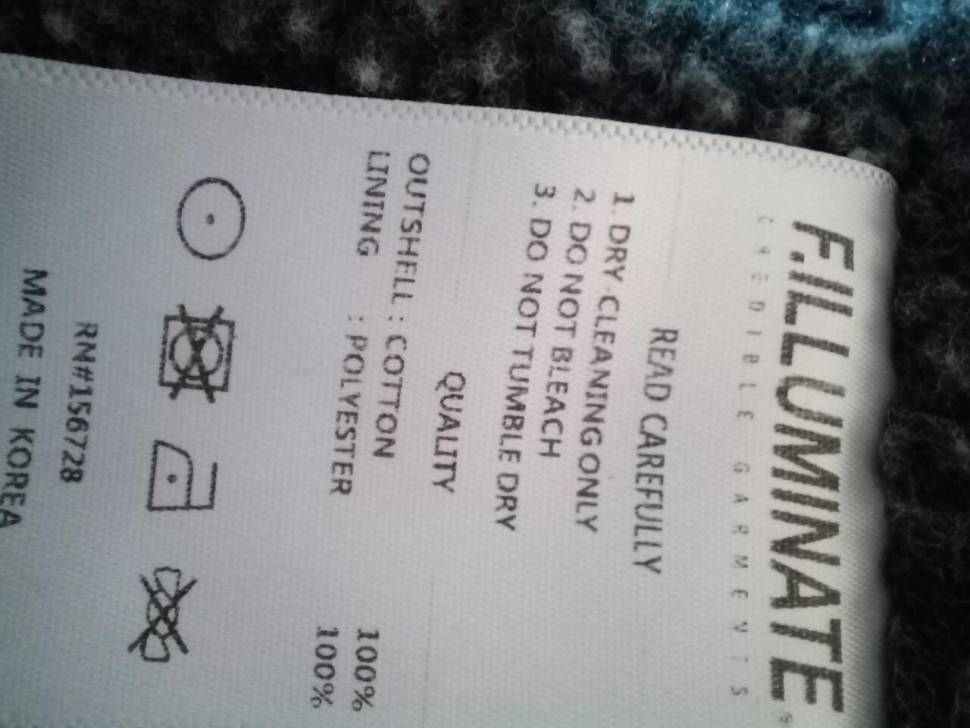 F.ILLUMINATE
CREDIBLE GARMENTS
READ CAREFULLY
1. DRY-CLEANING ONLY
2. DO NOT BLEACH
3. DO NOT TUMBLE DRY
QUALITY
OUTSHELL : COTTON 100%
LINING : POLYESTER 100%
RN#156728
MADE IN KOREA